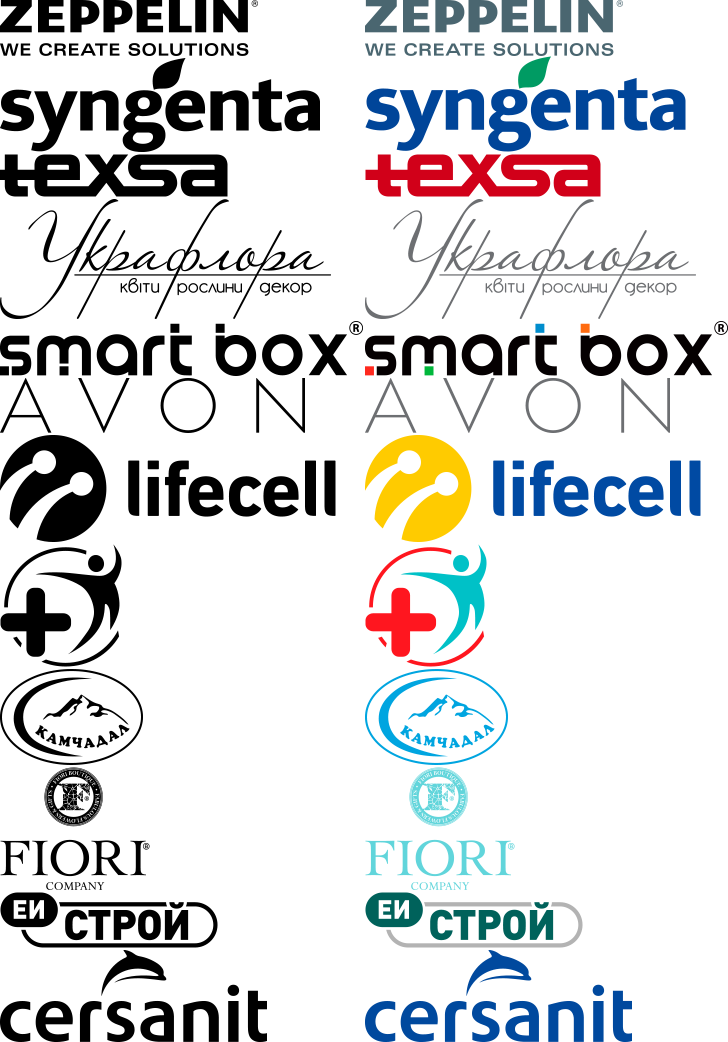 ZEPPELIN® ZEPPELIN®
WE CREATE SOLUTIONS WE CREATE SOLUTIONS
syngenta syngenta
texsa texsa
Украфлора Украфлора
квіти рослини декор квіти рослини декор
smart box® smart box®
AVON AVON
lifecell lifecell
КАМЧАДАЛ КАМЧАДАЛ
F® F®
FIORI® FIORI®
COMPANY COMPANY
ЕИ СТРОЙ ЕИ СТРОЙ
cersanit cersanit